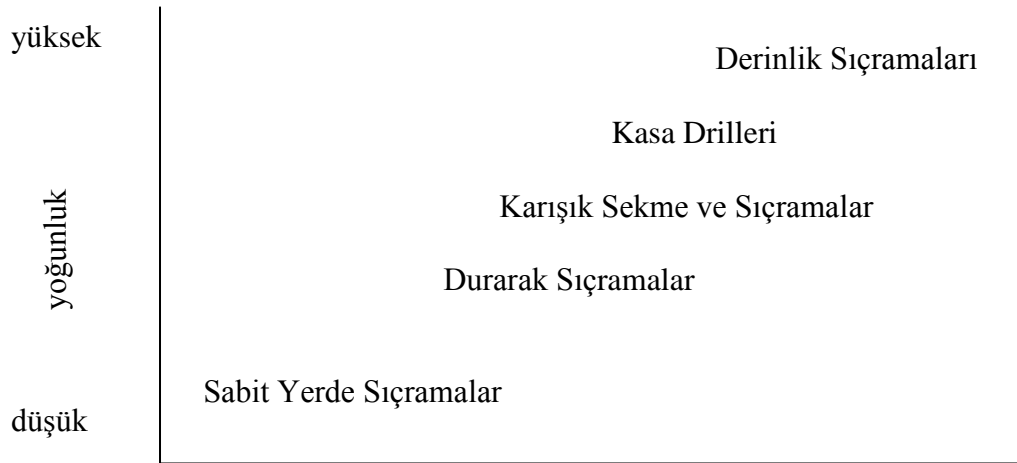 yüksek
Derinlik Sıçramaları
Kasa Drilleri
Karışık Sekme ve Sıçramalar
yoğunluk
Durarak Sıçramalar
Sabit Yerde Sıçramalar
düşük